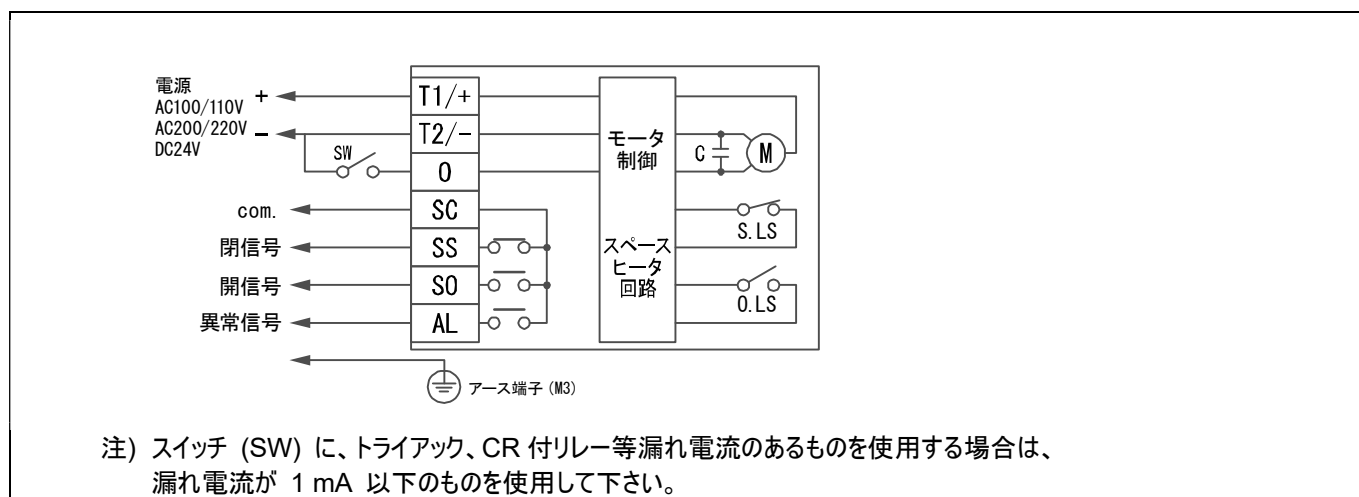 電源
AC100/110V +
AC200/220V −
DC24V
SW
T1/+
T2/-
O
SC
SS
SO
AL
com.
閉信号
開信号
異常信号
モータ
制御
スペース
ヒータ
回路
C
M
S.LS
O.LS
アース端子 (M3)
注) スイッチ (SW) に、トライアック、CR 付リレー等漏れ電流のあるものを使用する場合は、
漏れ電流が 1 mA 以下のものを使用して下さい。